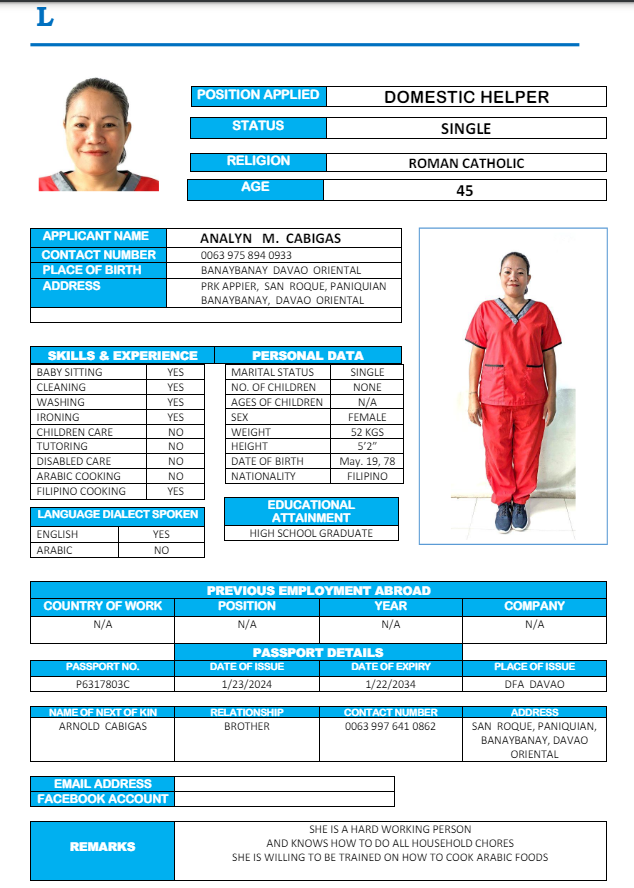 L
POSITION APPLIED DOMESTIC HELPER
STATUS SINGLE
RELIGION ROMAN CATHOLIC
AGE 45
APPLICANT NAME ANALYN M. CABIGAS
CONTACT NUMBER 0063 975 894 0933
PLACE OF BIRTH BANAYBANAY DAVAO ORIENTAL
ADDRESS PRK APPIER, SAN ROQUE, PANIQUIAN
BANAYBANAY, DAVAO ORIENTAL
SKILLS & EXPERIENCE PERSONAL DATA
BABY SITTING YES MARITAL STATUS SINGLE
CLEANING YES NO. OF CHILDREN NONE
WASHING YES AGES OF CHILDREN N/A
IRONING YES SEX FEMALE
CHILDREN CARE NO WEIGHT 52 KGS
TUTORING NO HEIGHT 5’2”
DISABLED CARE NO DATE OF BIRTH May. 19, 78
ARABIC COOKING NO NATIONALITY FILIPINO
FILIPINO COOKING YES
LANGUAGE DIALECT SPOKEN
ENGLISH YES
ARABIC NO
EDUCATIONAL
ATTAINMENT
HIGH SCHOOL GRADUATE
PREVIOUS EMPLOYMENT ABROAD
COUNTRY OF WORK POSITION YEAR COMPANY
N/A N/A N/A N/A
PASSPORT DETAILS
PASSPORT NO. DATE OF ISSUE DATE OF EXPIRY PLACE OF ISSUE
P6317803C 1/23/2024 1/22/2034 DFA DAVAO
NAME OF NEXT OF KIN RELATIONSHIP CONTACT NUMBER ADDRESS
ARNOLD CABIGAS BROTHER 0063 997 641 0862 SAN ROQUE, PANIQUIAN,
BANAYBANAY, DAVAO
ORIENTAL
EMAIL ADDRESS
FACEBOOK ACCOUNT
REMARKS
SHE IS A HARD WORKING PERSON
AND KNOWS HOW TO DO ALL HOUSEHOLD CHORES
SHE IS WILLING TO BE TRAINED ON HOW TO COOK ARABIC FOODS